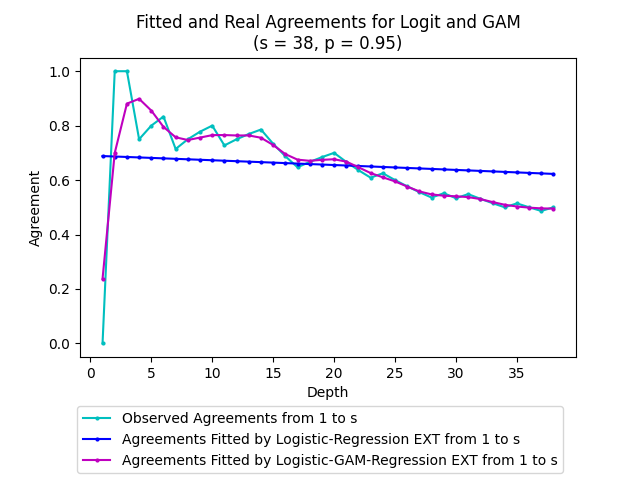 Fitted and Real Agreements for Logit and GAM
(s = 38, p = 0.95)
1.0
0.8
0.6
0.4
0.2
0.0
Agreement
0 5 10 15 20 25 30 35
Depth
Observed Agreements from 1 to s
Agreements Fitted by Logistic-Regression EXT from 1 to s
Agreements Fitted by Logistic-GAM-Regression EXT from 1 to s